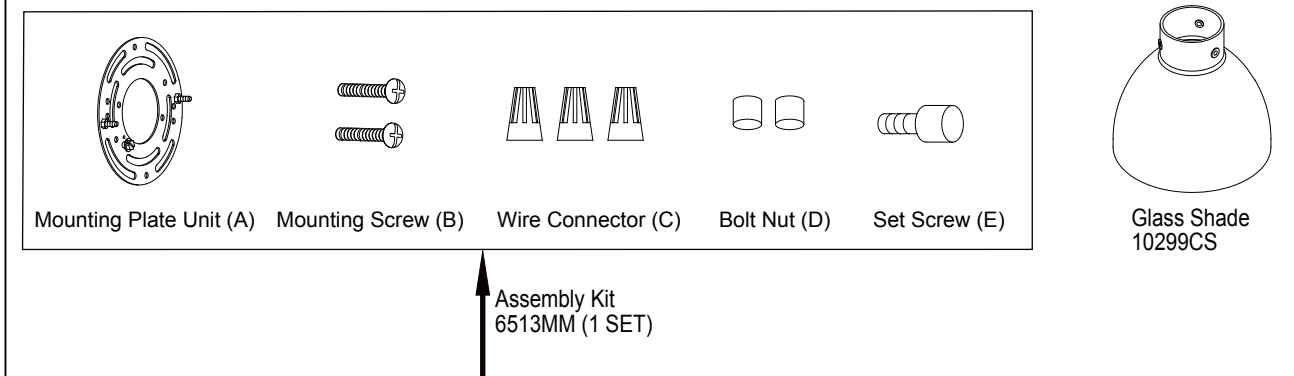 Mounting Plate Unit (A)
Mounting Screw (B)
Wire Connector (C)
Bolt Nut (D)
Set Screw (E)
Glass Shade
10299CS
Assembly Kit
6513MM (1 SET)